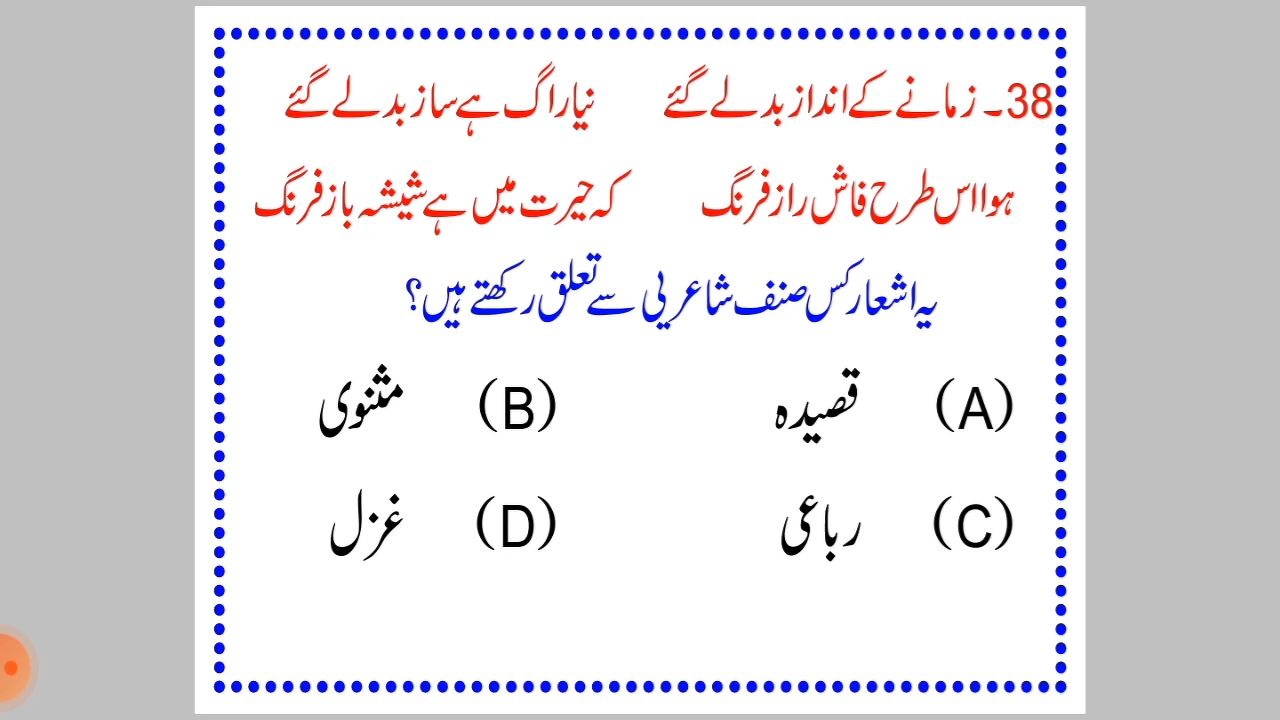 38۔ زمانے کے انداز بدلے گئے نیا راگ ہے ساز بدلے گئے
ہوا اس طرح فاش راز فرنگ کہ حیرت میں ہے شیشہ باز فرنگ
یہ اشعار کس صنف شاعری سے تعلق رکھتے ہیں؟
(A) قصیدہ (B) مثنوی
(C) رباعی (D) غزل